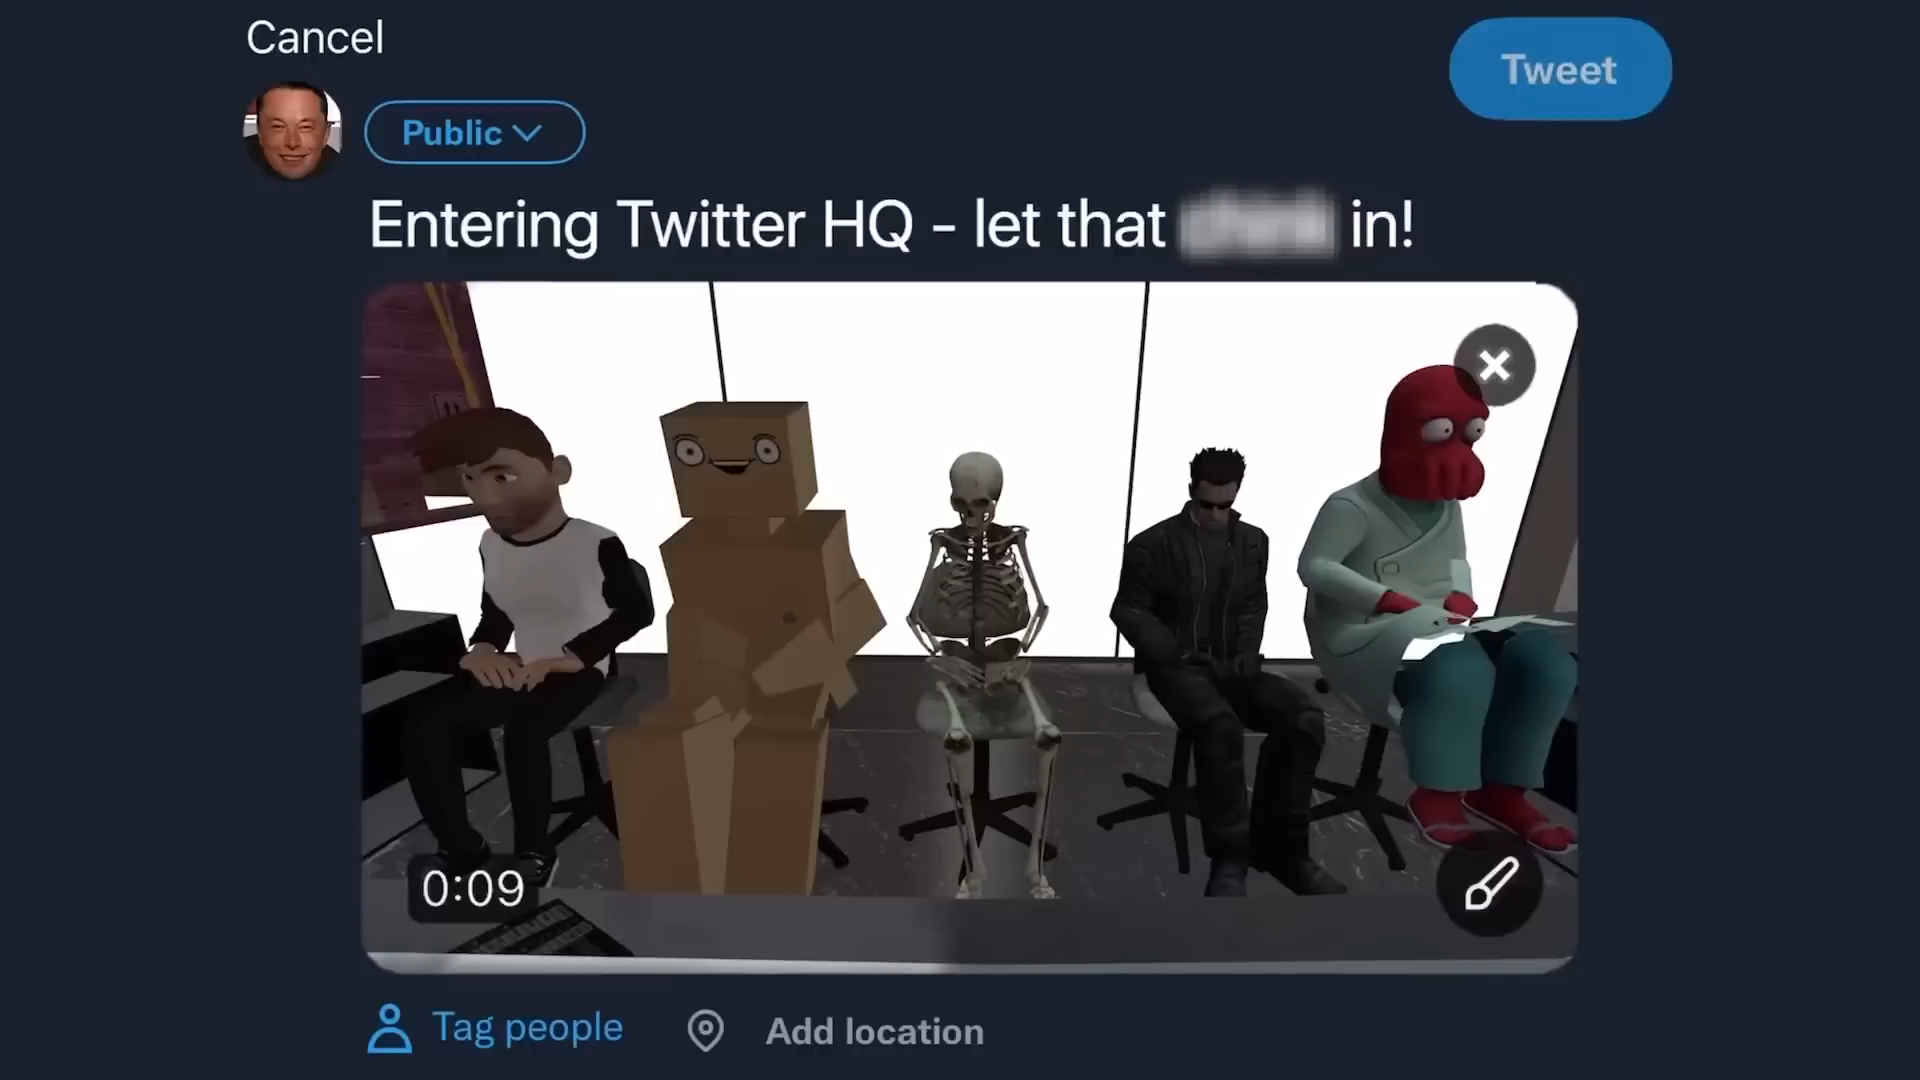 Cancel
Tweet
Public
Entering Twitter HQ - let that in!
0:09
Tag people
Add location